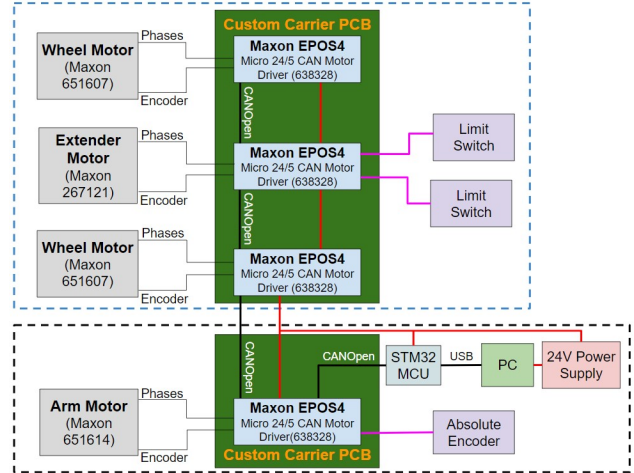 Custom Carrier PCB
Phases
Wheel Motor
(Maxon
651607)
Encoder
Maxon EPOS4
Micro 24/5 CAN Motor
Driver (638328)
CANOpen
Phases
Extender
Motor
(Maxon
267121)
Encoder
Maxon EPOS4
Micro 24/5 CAN Motor
Driver (638328)
Limit
Switch
Limit
Switch
CANOpen
Phases
Wheel Motor
(Maxon
651607)
Encoder
Maxon EPOS4
Micro 24/5 CAN Motor
Driver (638328)
CANOpen
CANOpen
STM32
MCU
USB
PC
24V Power
Supply
Phases
Arm Motor
(Maxon
651614)
Encoder
Maxon EPOS4
Micro 24/5 CAN Motor
Driver(638328)
Absolute
Encoder
Custom Carrier PCB